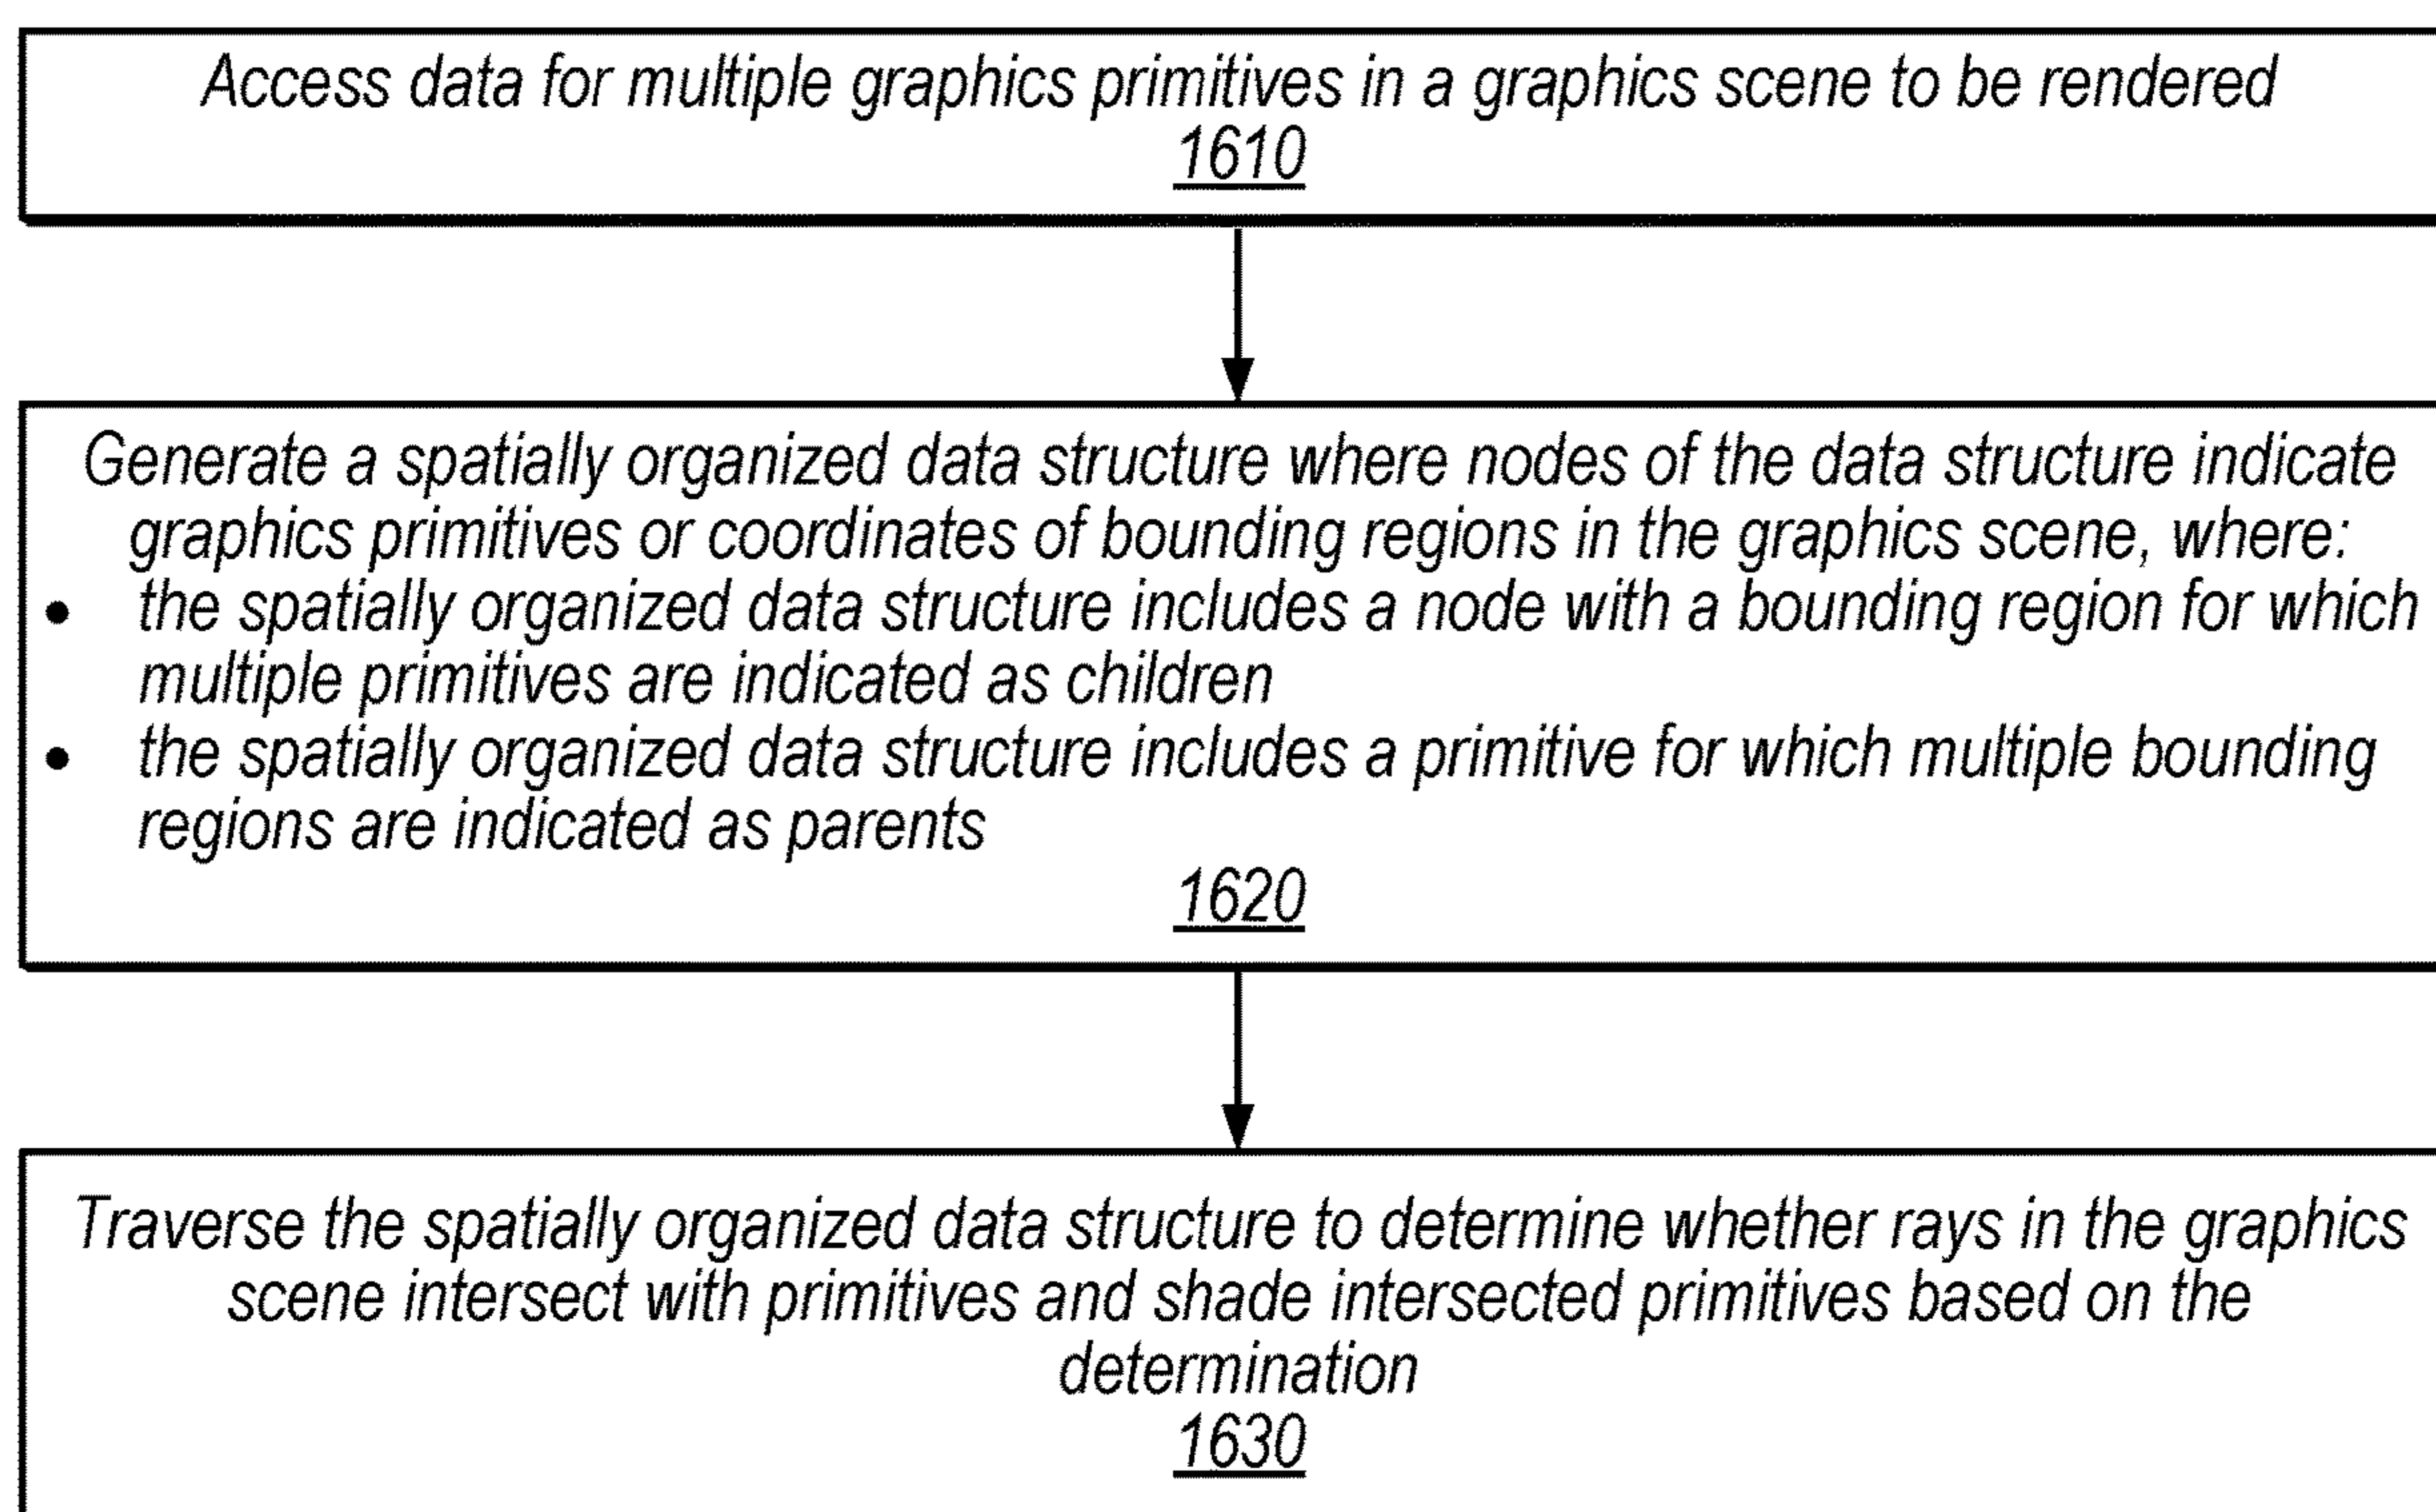 Access data for multiple graphics primitives in a graphics scene to be rendered
1610
Generate a spatially organized data structure where nodes of the data structure indicate
graphics primitives or coordinates of bounding regions in the graphics scene, where:
• the spatially organized data structure includes a node with a bounding region for which
multiple primitives are indicated as children
• the spatially organized data structure includes a primitive for which multiple bounding
regions are indicated as parents
1620
Traverse the spatially organized data structure to determine whether rays in the graphics
scene intersect with primitives and shade intersected primitives based on the
determination
1630